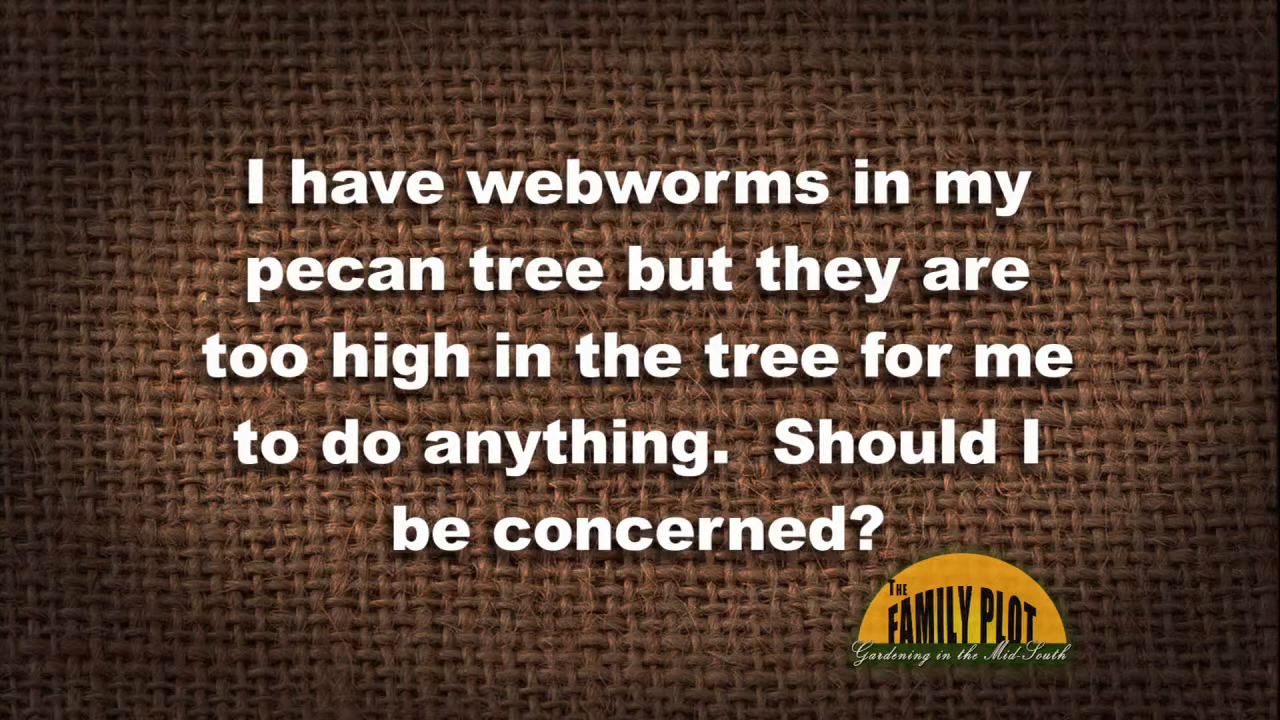 I have webworms in my
pecan tree but they are
too high in the tree for me
to do anything.  Should I
be concerned?
THE
FAMILY PLOT
Gardening in the Mid-South